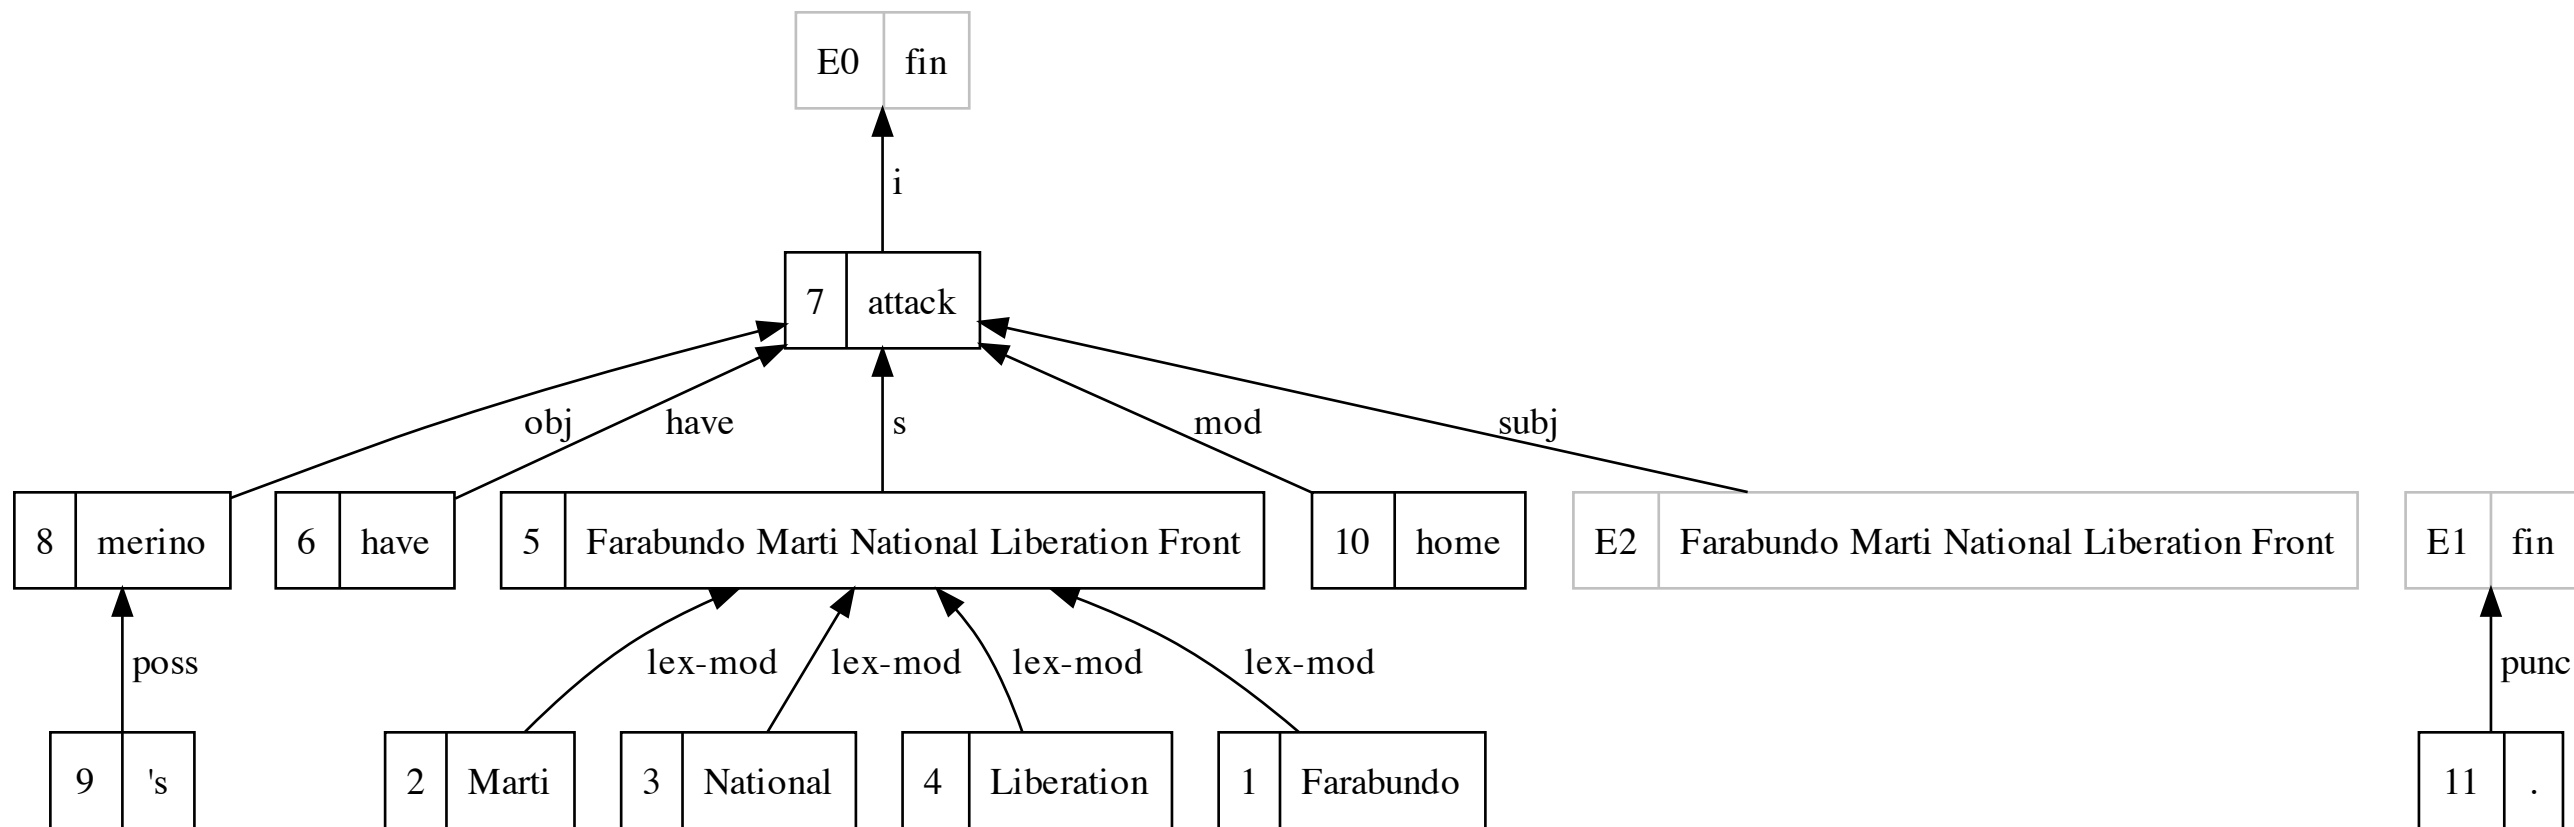 E0 fin
i
7 attack
obj have s mod subj
8 merino 6 have 5 Farabundo Marti National Liberation Front 10 home E2 Farabundo Marti National Liberation Front E1 fin
poss lex-mod lex-mod lex-mod lex-mod punc
9 's 2 Marti 3 National 4 Liberation 1 Farabundo 11 .